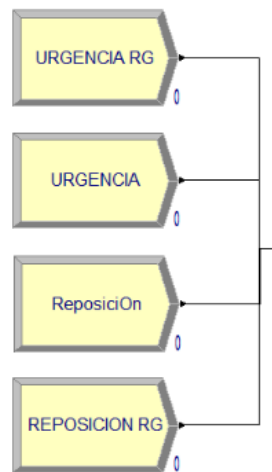 URGENCIA RG
0
URGENCIA
0
ReposiciOn
0
REPOSICION RG
0